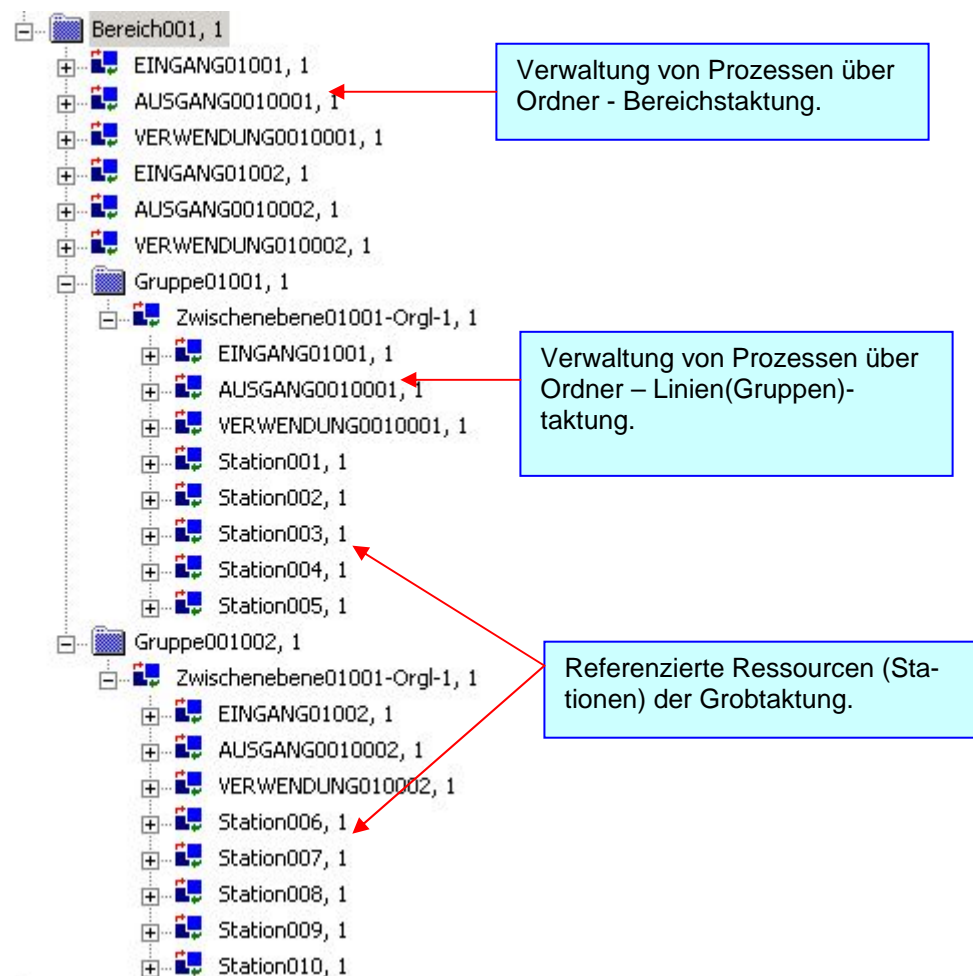 Bereich001, 1
EINGANG01001, 1
AUSGANG0010001, 1
VERWENDUNG0010001, 1
EINGANG01002, 1
AUSGANG0010002, 1
VERWENDUNG010002, 1
Gruppe01001, 1
Zwischenebene01001-Orgl-1, 1
EINGANG01001, 1
AUSGANG0010001, 1
VERWENDUNG0010001, 1
Station001, 1
Station002, 1
Station003, 1
Station004, 1
Station005, 1
Gruppe001002, 1
Zwischenebene01001-Orgl-1, 1
EINGANG01002, 1
AUSGANG0010002, 1
VERWENDUNG010002, 1
Station006, 1
Station007, 1
Station008, 1
Station009, 1
Station010, 1
Verwaltung von Prozessen über
Ordner - Bereichstaktung.
Verwaltung von Prozessen über
Ordner – Linien(Gruppen)-
taktung.
Referenzierte Ressourcen (Sta-
tionen) der Grobtaktung.